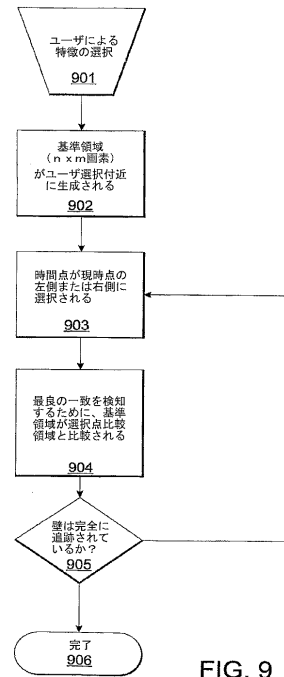 ユーザによる
特徴の選択
901
基準領域
(n x m画素)
がユーザ選択付近
に生成される
902
時間点が現時点の
左側または右側に
選択される
903
最良の一致を検知
するために、基準
領域が選択点比較
領域と比較される
904
壁は完全に
追跡されて
いるか?
905
完了
906
FIG. 9